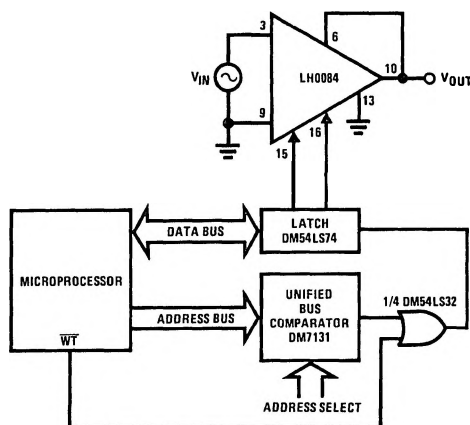 3
6
V_IN
LH0084
10
V_OUT
13
9
16
15
LATCH
DM54LS74
DATA BUS
MICROPROCESSOR
1/4 DM54LS32
UNIFIED
BUS
COMPARATOR
DM7131
ADDRESS BUS
W̅T̅
ADDRESS SELECT